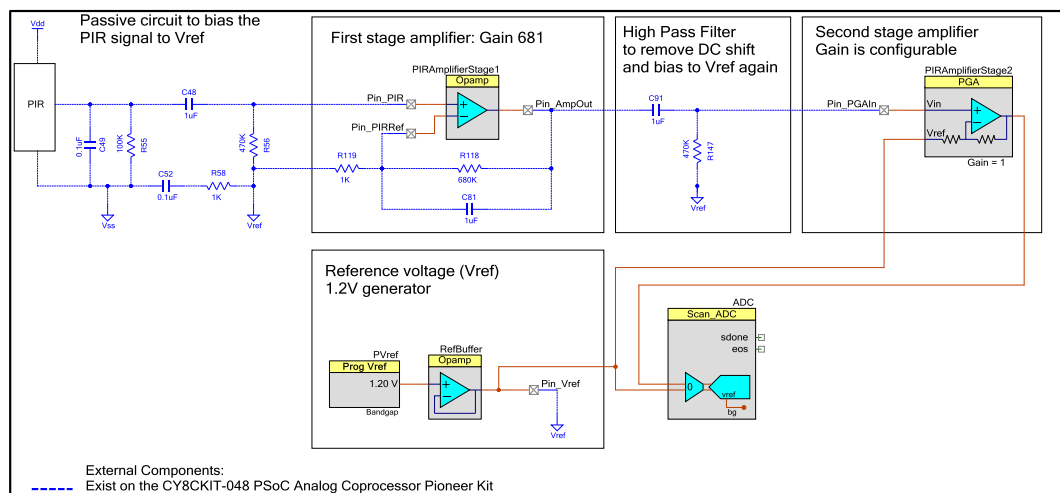 Passive circuit to bias the
PIR signal to Vref
Vdd
PIR
0.1uF
C49
100K
R55
C48
1uF
C52
0.1uF
R58
1K
470K
R56
Vss
Vref
First stage amplifier: Gain 681
PIRAmplifierStage1
Opamp
Pin_PIR
Pin_PIRRef
Pin_AmpOut
R119
1K
R118
680K
C81
1uF
High Pass Filter
to remove DC shift
and bias to Vref again
C91
1uF
470K
R147
Vref
Second stage amplifier
Gain is configurable
PIRAmplifierStage2
PGA
Pin_PGAIn
Vin
Vref
Gain = 1
Reference voltage (Vref)
1.2V generator
PVref
Prog Vref
1.20 V
Bandgap
RefBuffer
Opamp
Pin_Vref
Vref
ADC
Scan_ADC
sdone
eos
0
vref
bg
External Components:
Exist on the CY8CKIT-048 PSoC Analog Coprocessor Pioneer Kit